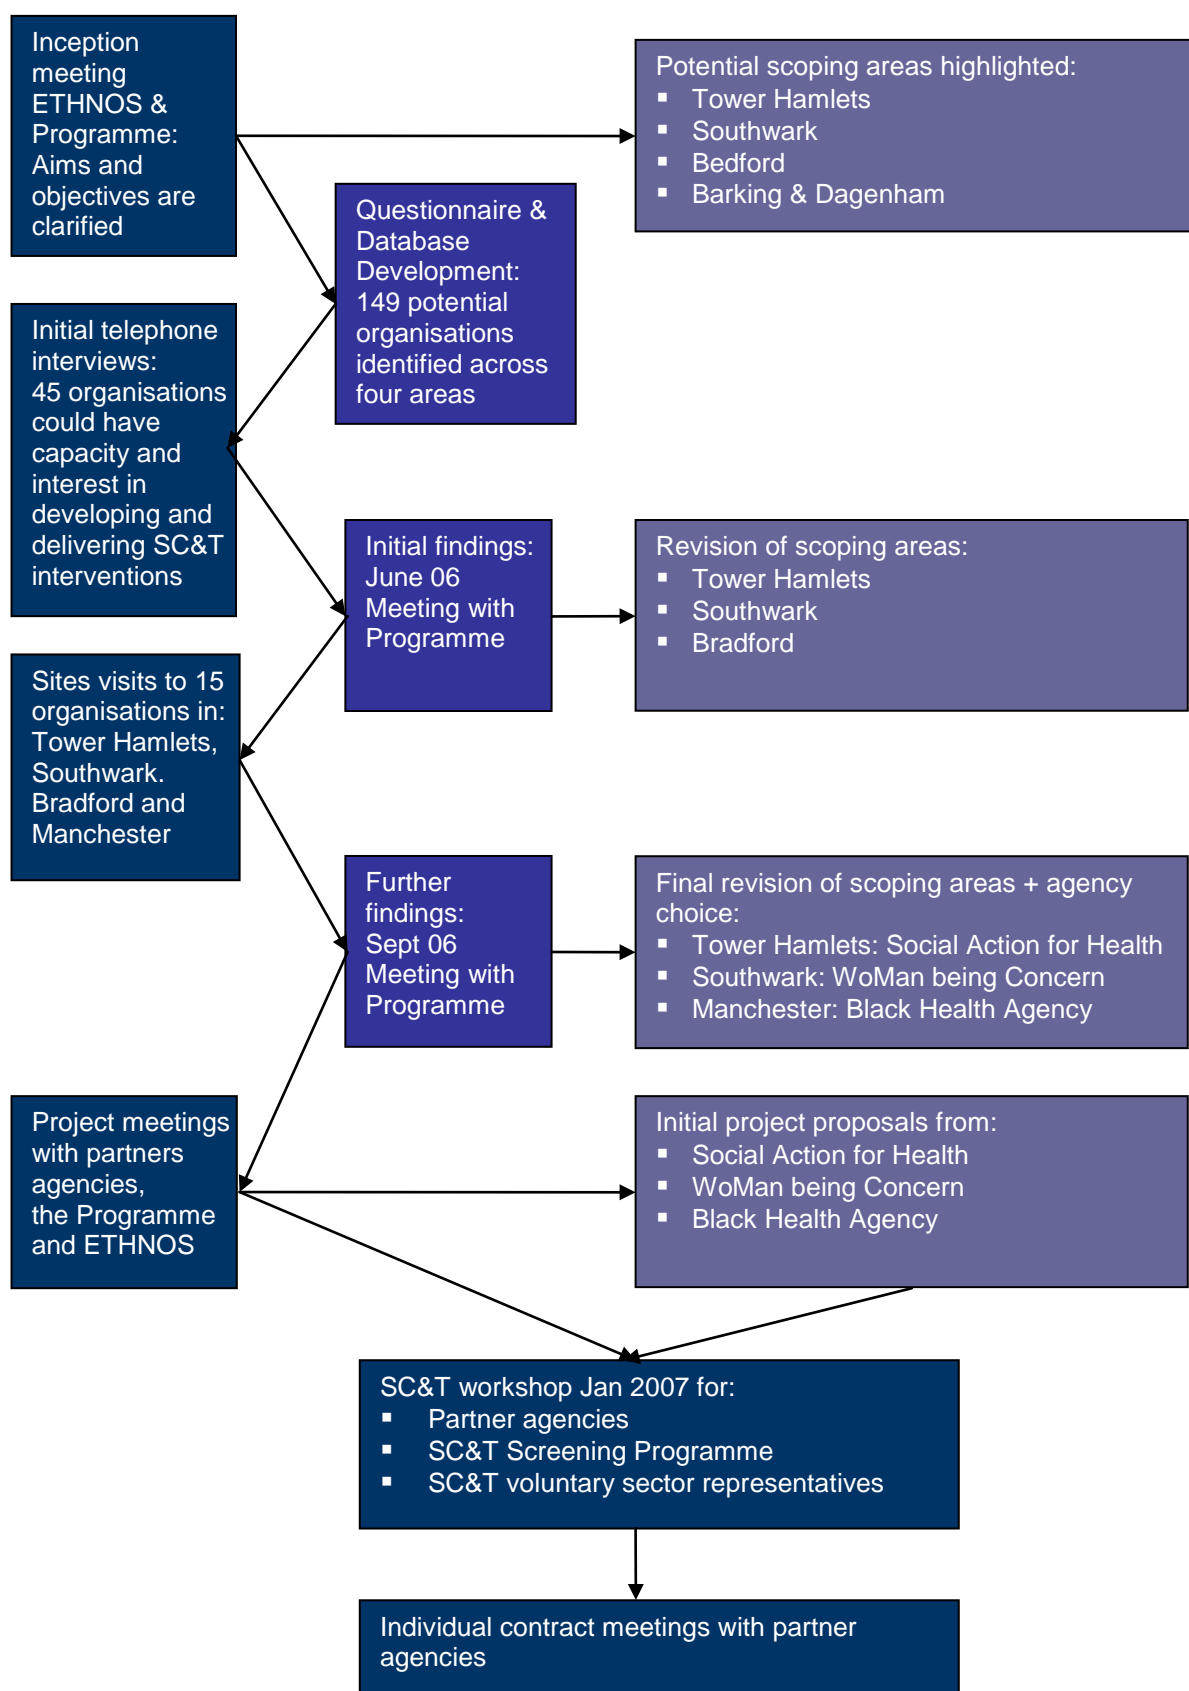 Inception
meeting
ETHNOS &
Programme:
Aims and
objectives are
clarified
Potential scoping areas highlighted:
▪ Tower Hamlets
▪ Southwark
▪ Bedford
▪ Barking & Dagenham
Questionnaire &
Database
Development:
149 potential
organisations
identified across
four areas
Initial telephone
interviews:
45 organisations
could have
capacity and
interest in
developing and
delivering SC&T
interventions
Initial findings:
June 06
Meeting with
Programme
Revision of scoping areas:
▪ Tower Hamlets
▪ Southwark
▪ Bradford
Sites visits to 15
organisations in:
Tower Hamlets,
Southwark.
Bradford and
Manchester
Further
findings:
Sept 06
Meeting with
Programme
Final revision of scoping areas + agency
choice:
▪ Tower Hamlets: Social Action for Health
▪ Southwark: WoMan being Concern
▪ Manchester: Black Health Agency
Project meetings
with partners
agencies,
the Programme
and ETHNOS
Initial project proposals from:
▪ Social Action for Health
▪ WoMan being Concern
▪ Black Health Agency
SC&T workshop Jan 2007 for:
▪ Partner agencies
▪ SC&T Screening Programme
▪ SC&T voluntary sector representatives
Individual contract meetings with partner
agencies